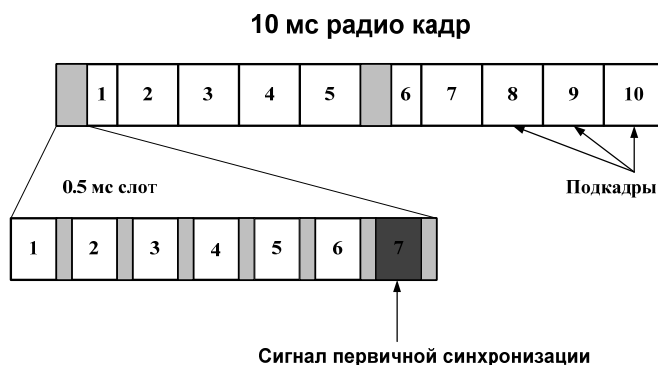 10 мс радио кадр
1 2 3 4 5 6 7 8 9 10
0.5 мс слот
Подкадры
1 2 3 4 5 6 7
Сигнал первичной синхронизации